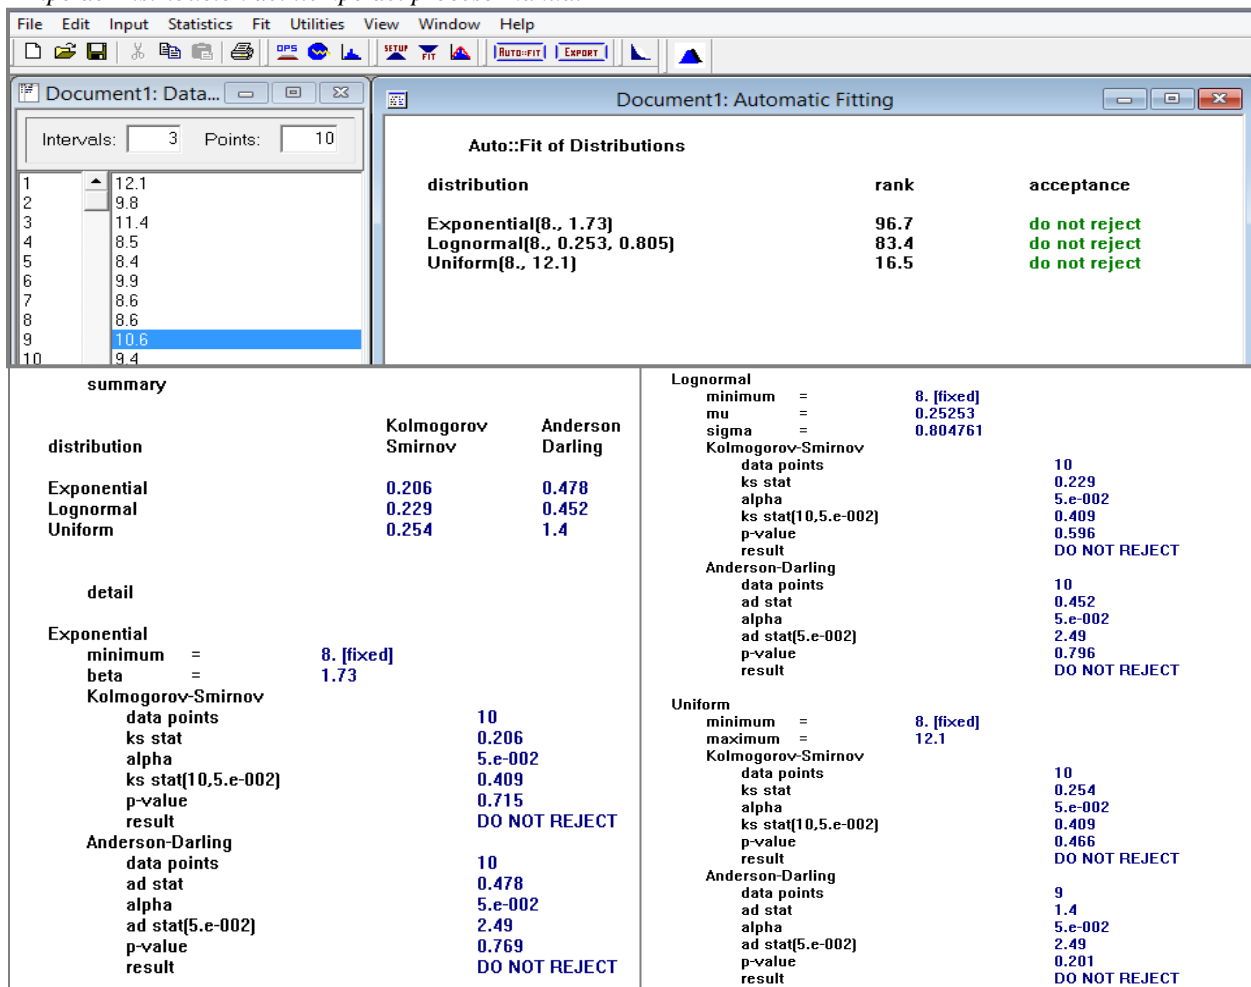 File Edit Input Statistics Fit Utilities View Window Help
OPS SETUP FIT AUTO::FIT EXPORT
Document1: Data...
Intervals: 3 Points: 10
1 12.1
2 9.8
3 11.4
4 8.5
5 8.4
6 9.9
7 8.6
8 8.6
9 10.6
10 9.4
Document1: Automatic Fitting
Auto::Fit of Distributions
distribution rank acceptance
Exponential(8., 1.73) 96.7 do not reject
Lognormal(8., 0.253, 0.805) 83.4 do not reject
Uniform(8., 12.1) 16.5 do not reject
summary
Kolmogorov Anderson
distribution Smirnov Darling
Exponential 0.206 0.478
Lognormal 0.229 0.452
Uniform 0.254 1.4
detail
Exponential
minimum = 8. [fixed]
beta = 1.73
Kolmogorov-Smirnov
data points 10
ks stat 0.206
alpha 5.e-002
ks stat(10,5.e-002) 0.409
p-value 0.715
result DO NOT REJECT
Anderson-Darling
data points 10
ad stat 0.478
alpha 5.e-002
ad stat(5.e-002) 2.49
p-value 0.769
result DO NOT REJECT
Lognormal
minimum = 8. [fixed]
mu = 0.25253
sigma = 0.804761
Kolmogorov-Smirnov
data points 10
ks stat 0.229
alpha 5.e-002
ks stat(10,5.e-002) 0.409
p-value 0.596
result DO NOT REJECT
Anderson-Darling
data points 10
ad stat 0.452
alpha 5.e-002
ad stat(5.e-002) 2.49
p-value 0.796
result DO NOT REJECT
Uniform
minimum = 8. [fixed]
maximum = 12.1
Kolmogorov-Smirnov
data points 10
ks stat 0.254
alpha 5.e-002
ks stat(10,5.e-002) 0.409
p-value 0.466
result DO NOT REJECT
Anderson-Darling
data points 9
ad stat 1.4
alpha 5.e-002
ad stat(5.e-002) 2.49
p-value 0.201
result DO NOT REJECT